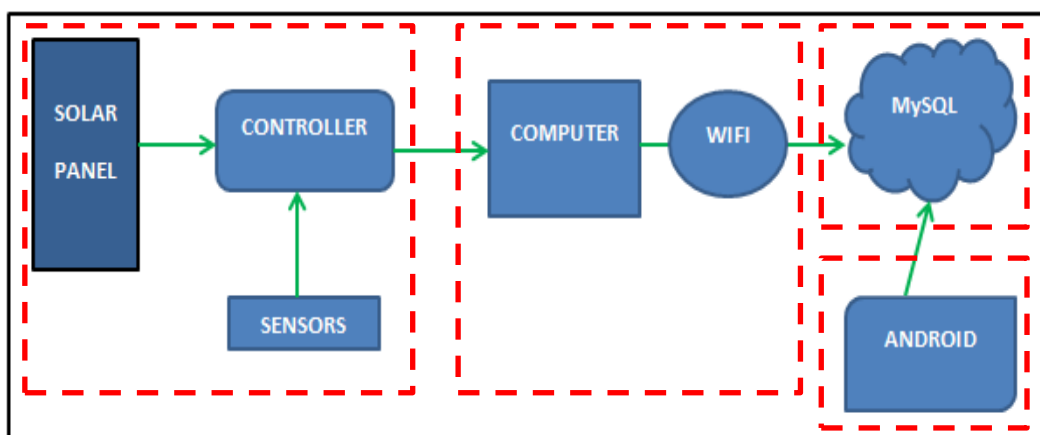 SOLAR
PANEL
CONTROLLER
SENSORS
COMPUTER
WIFI
MySQL
ANDROID